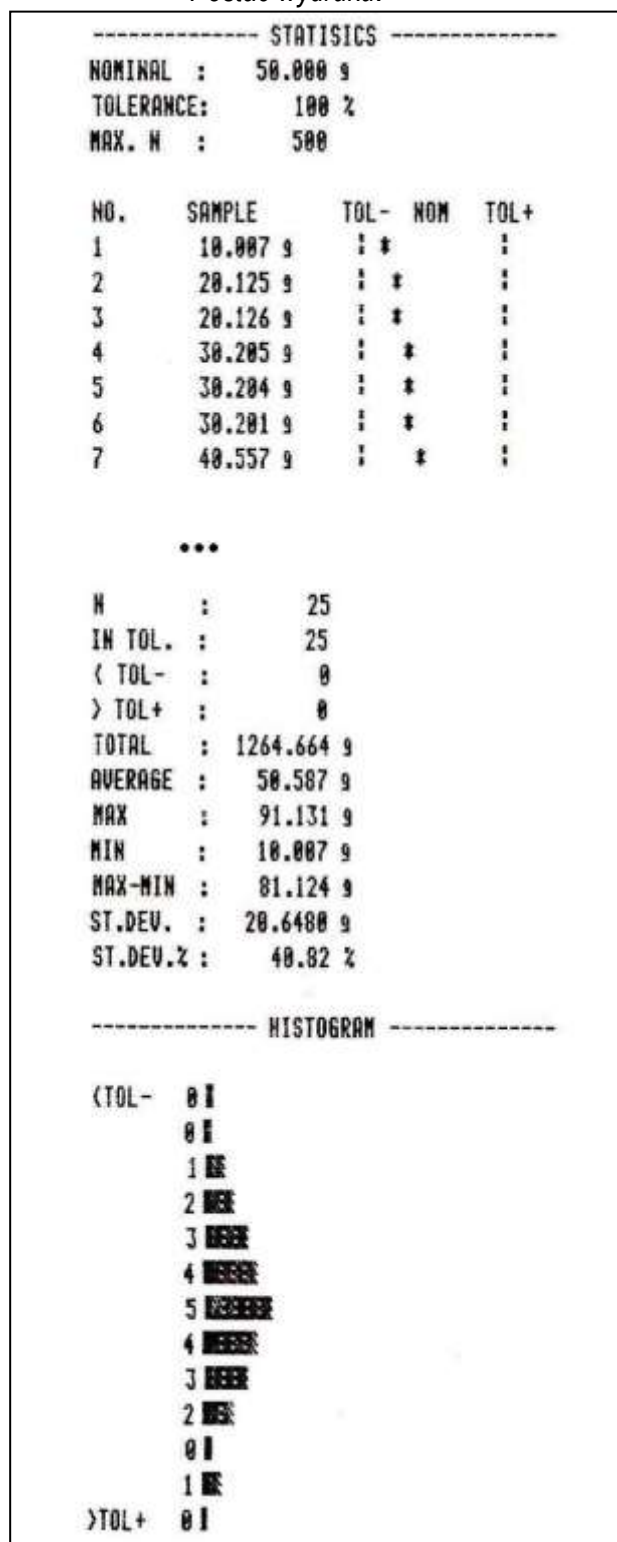 Postać wydruku:
-------------- STATISICS --------------
NOMINAL : 50.000 g
TOLERANCE: 100 %
MAX. N : 500
NO. SAMPLE TOL- NOM TOL+
1 10.007 g ¦ * ¦
2 20.125 g ¦ * ¦
3 20.126 g ¦ * ¦
4 30.205 g ¦ * ¦
5 30.204 g ¦ * ¦
6 30.201 g ¦ * ¦
7 40.557 g ¦ * ¦
•••
N : 25
IN TOL. : 25
< TOL- : 0
> TOL+ : 0
TOTAL : 1264.664 g
AVERAGE : 50.587 g
MAX : 91.131 g
MIN : 10.007 g
MAX-MIN : 81.124 g
ST.DEV. : 20.6480 g
ST.DEV.% : 40.82 %
-------------- HISTOGRAM --------------
<TOL- 0
0
1
2
3
4
5
4
3
2
0
1
>TOL+ 0